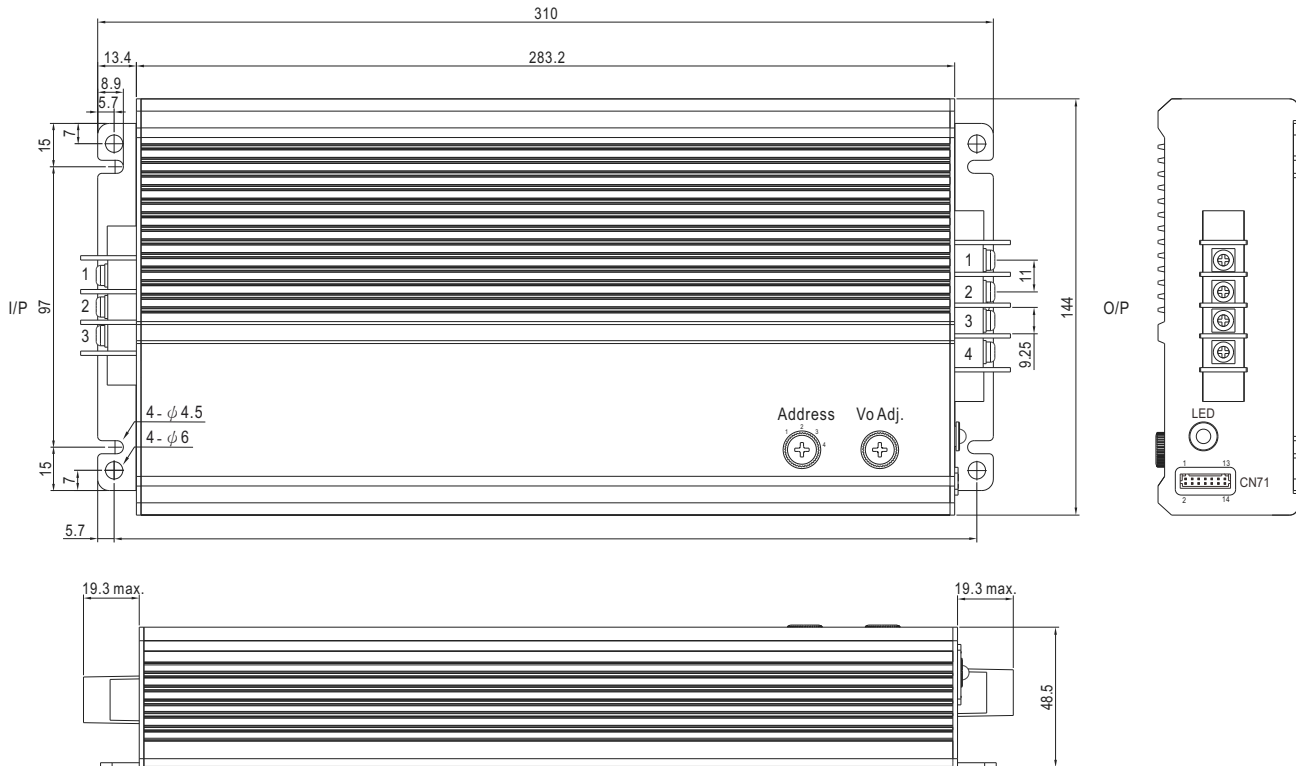 310
13.4
283.2
8.9
5.7
7
15
I/P
97
1
2
3
1
2
3
4
11
9.25
144
O/P
4-φ4.5
4-φ6
Address
1 2 3 4
Vo Adj.
15
7
5.7
LED
1 13
CN71
2 14
19.3 max.
19.3 max.
48.5